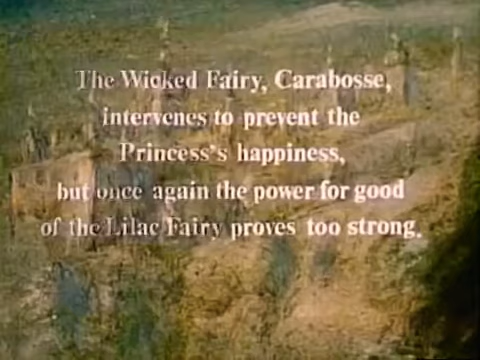 The Wicked Fairy, Carabosse,
intervenes to prevent the
Princess's happiness,
but once again the power for good
of the Lilac Fairy proves too strong.